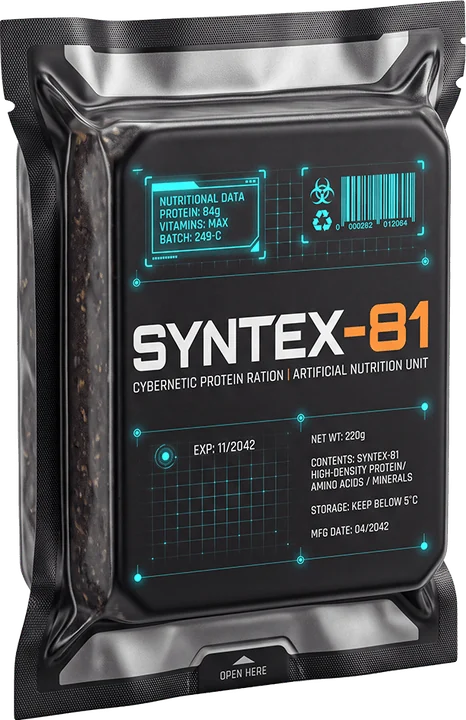 NUTRITIONAL DATA
PROTEIN: 84g
VITAMINS: MAX
BATCH: 249-C
0 000282 012064
SYNTEX-81
CYBERNETIC PROTEIN RATION | ARTIFICIAL NUTRITION UNIT
EXP: 11/2042
NET WT: 220g
CONTENTS: SYNTEX-81
HIGH-DENSITY PROTEIN/
AMINO ACIDS / MINERALS
STORAGE: KEEP BELOW 5°C
MFG DATE: 04/2042
OPEN HERE